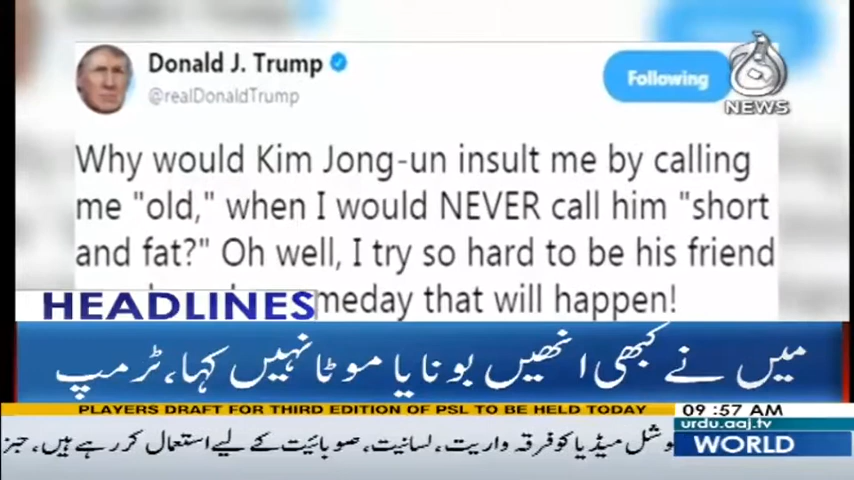 Donald J. Trump
@realDonaldTrump
Following
NEWS
Why would Kim Jong-un insult me by calling
me "old," when I would NEVER call him "short
and fat?" Oh well, I try so hard to be his friend
meday that will happen!
HEADLINES
میں نے کبھی انھیں بونا یا موٹا نہیں کہا، ٹرمپ
PLAYERS DRAFT FOR THIRD EDITION OF PSL TO BE HELD TODAY
09:57 AM
urdu.aaj.tv
WORLD
وشل میڈیا کو فرقہ واریت، لسانیت، صوبائیت کے لیے استعمال کر رہے ہیں، جبز